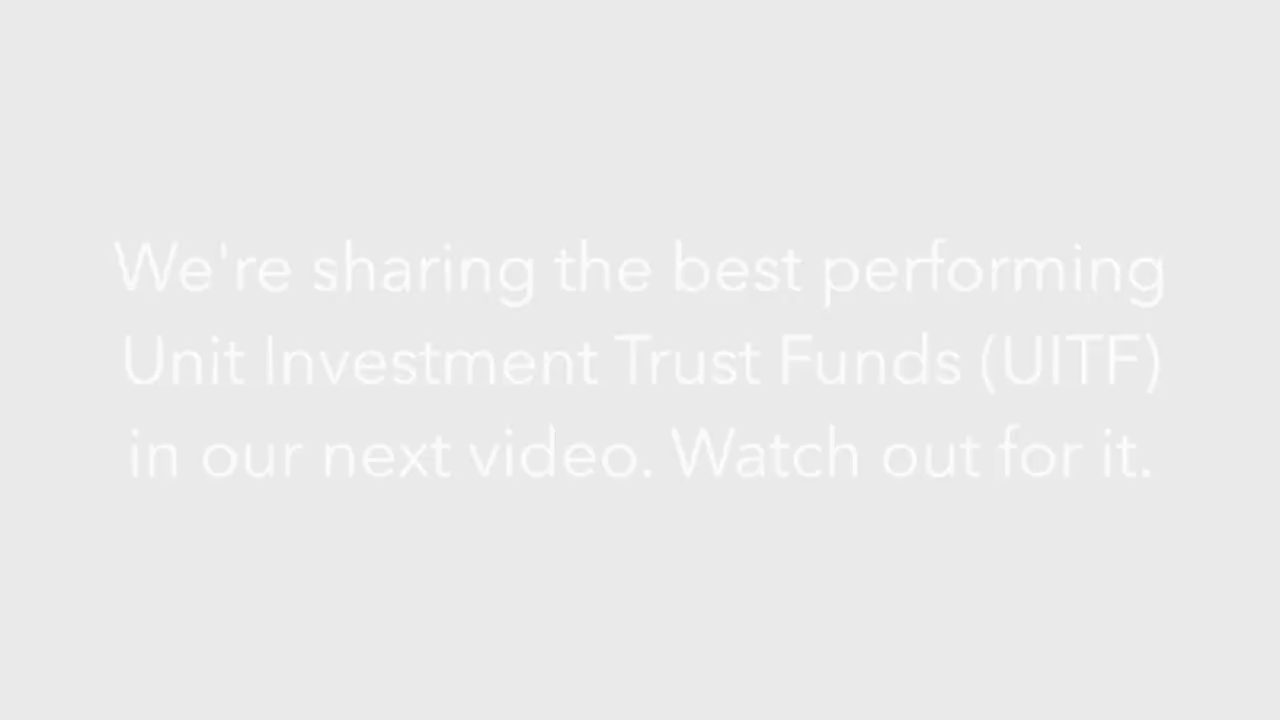 We're sharing the best performing
Unit Investment Trust Funds (UITF)
in our next video. Watch out for it.